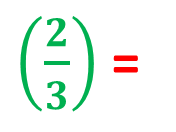 (2/3) =